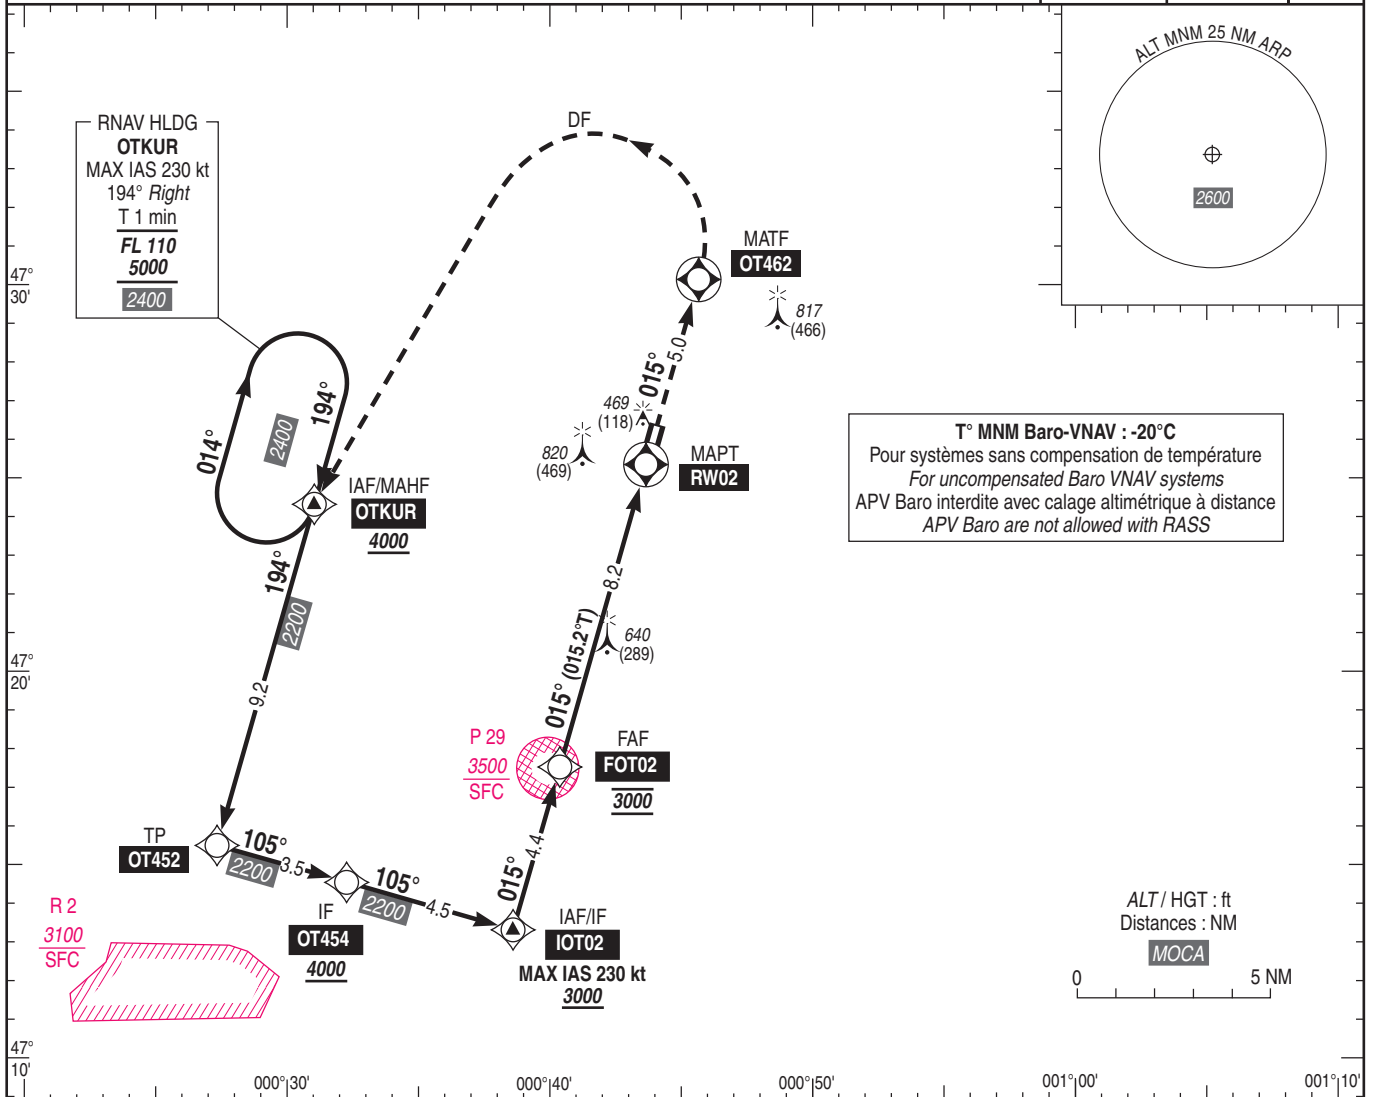 ALT MNM 25 NM ARP
2600
RNAV HLDG
OTKUR
MAX IAS 230 kt
194° Right
T 1 min
FL 110
5000
2400
DF
MATF
OT462
817
(466)
47°
30'
015°
5.0
469
(118)
820
(469)
MAPT
RW02
014°
2400
194°
IAF/MAHF
OTKUR
4000
T° MNM Baro-VNAV : -20°C
Pour systèmes sans compensation de température
For uncompensated Baro VNAV systems
APV Baro interdite avec calage altimétrique à distance
APV Baro are not allowed with RASS
194°
2200
9.2
8.2
015° (015.2°T)
640
(289)
47°
20'
P 29
3500
SFC
FAF
FOT02
3000
TP
OT452
105°
2200
3.5
105°
2200
4.5
015°
4.4
IF
OT454
4000
IAF/IF
IOT02
MAX IAS 230 kt
3000
R 2
3100
SFC
ALT / HGT : ft
Distances : NM
MOCA
0
5 NM
47°
10'
000°30'
000°40'
000°50'
001°00'
001°10'